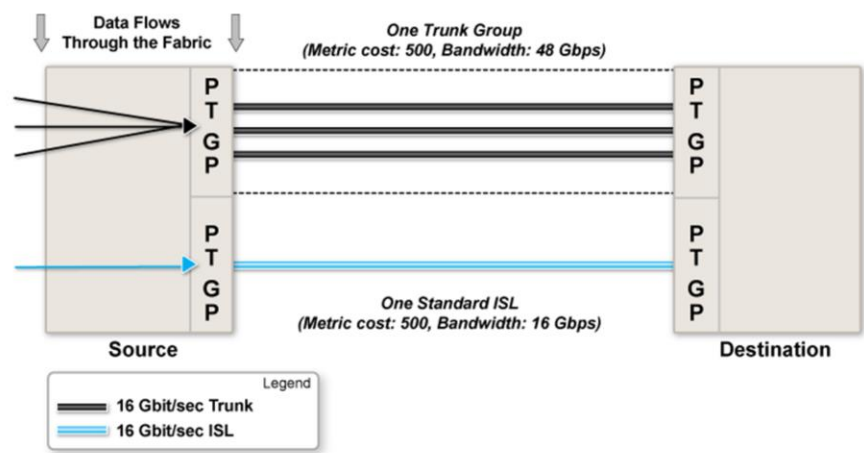 Data Flows
Through the Fabric
One Trunk Group
(Metric cost: 500, Bandwidth: 48 Gbps)
P
T
G
P
P
T
G
P
P
T
G
P
P
T
G
P
One Standard ISL
(Metric cost: 500, Bandwidth: 16 Gbps)
Source
Destination
Legend
16 Gbit/sec Trunk
16 Gbit/sec ISL